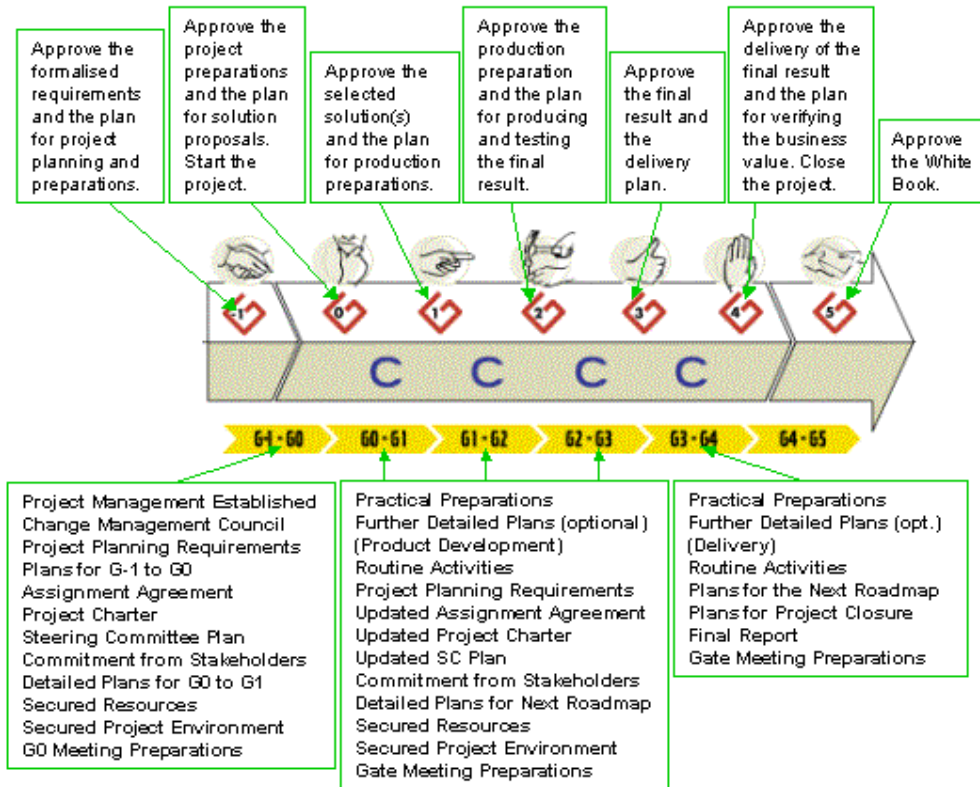 Approve the
formalised
requirements
and the plan
for project
planning and
preparations.
Approve the
project
preparations
and the plan
for solution
proposals.
Start the
project.
Approve the
selected
solution(s)
and the plan
for production
preparations.
Approve the
production
preparation
and the plan
for producing
and testing
the final
result.
Approve
the final
result and
the
delivery
plan.
Approve the
delivery of the
final result
and the plan
for verifying
the business
value. Close
the project.
Approve
the White
Book.
-1 0 1 2 3 4 5
C C C C
G-1 - G0 G0 - G1 G1 - G2 G2 - G3 G3 - G4 G4 - G5
Project Management Established
Change Management Council
Project Planning Requirements
Plans for G-1 to G0
Assignment Agreement
Project Charter
Steering Committee Plan
Commitment from Stakeholders
Detailed Plans for G0 to G1
Secured Resources
Secured Project Environment
G0 Meeting Preparations
Practical Preparations
Further Detailed Plans (optional)
(Product Development)
Routine Activities
Project Planning Requirements
Updated Assignment Agreement
Updated Project Charter
Updated SC Plan
Commitment from Stakeholders
Detailed Plans for Next Roadmap
Secured Resources
Secured Project Environment
Gate Meeting Preparations
Practical Preparations
Further Detailed Plans (opt.)
(Delivery)
Routine Activities
Plans for the Next Roadmap
Plans for Project Closure
Final Report
Gate Meeting Preparations